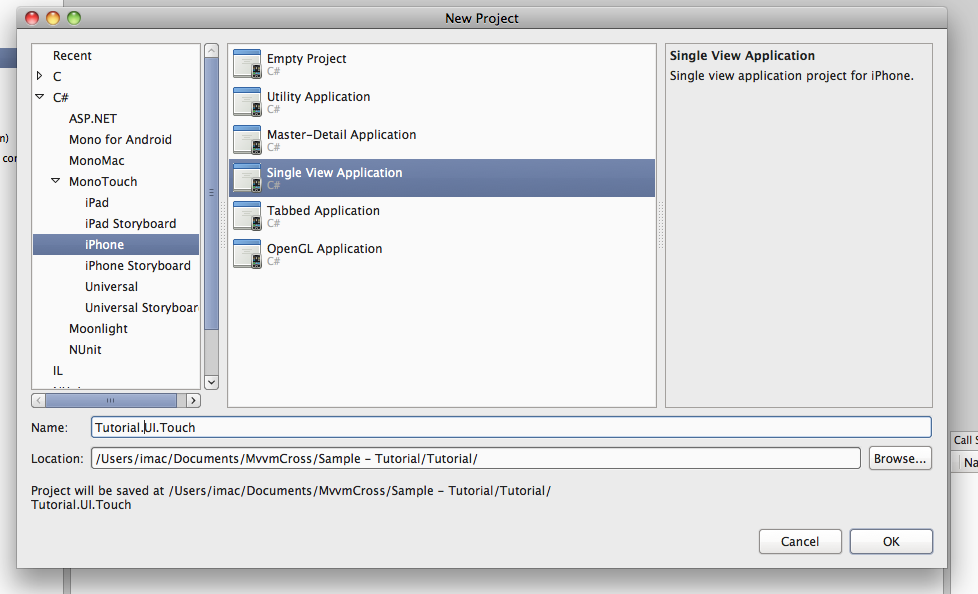 New Project
Recent
C
C#
ASP.NET
Mono for Android
MonoMac
MonoTouch
iPad
iPad Storyboard
iPhone
iPhone Storyboard
Universal
Universal Storyboar
Moonlight
NUnit
IL
Empty Project
C#
Utility Application
C#
Master-Detail Application
C#
Single View Application
C#
Tabbed Application
C#
OpenGL Application
C#
Single View Application
Single view application project for iPhone.
Name:
Tutorial.UI.Touch
Location:
/Users/imac/Documents/MvvmCross/Sample - Tutorial/Tutorial/
Browse...
Project will be saved at /Users/imac/Documents/MvvmCross/Sample - Tutorial/Tutorial/
Tutorial.UI.Touch
Cancel
OK
m)
cor
Call S
Na